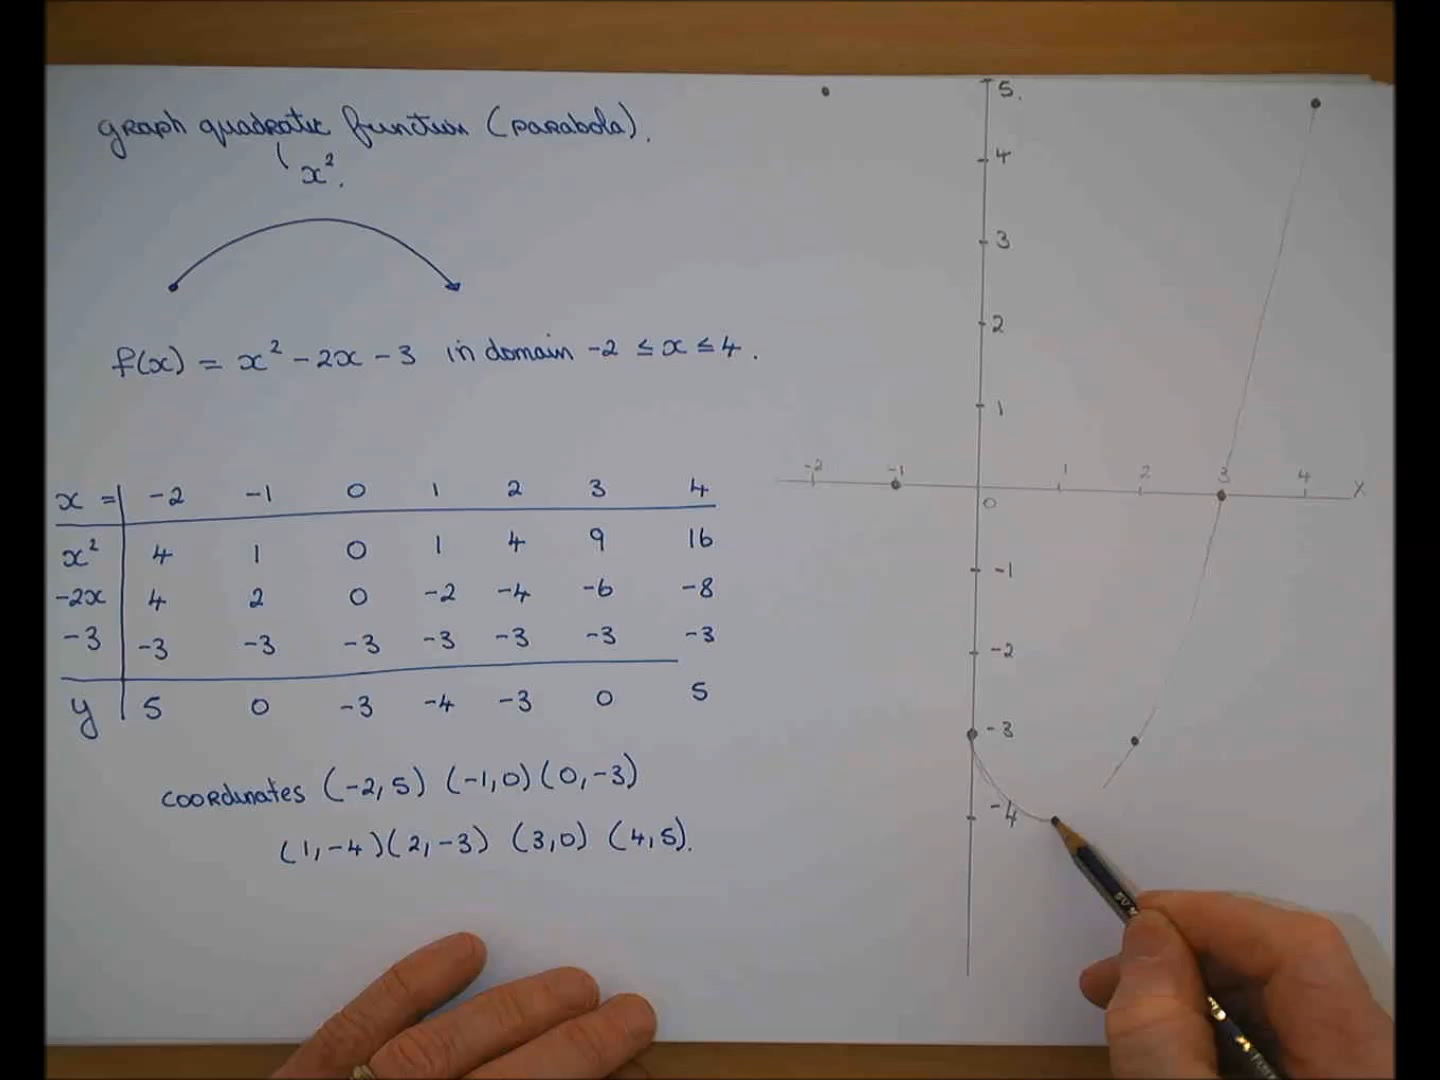 graph quadratic function (parabola).
x².
f(x) = x² - 2x - 3 in domain -2 ≤ x ≤ 4.
x = -2 -1 0 1 2 3 4
x² 4 1 0 1 4 9 16
-2x 4 2 0 -2 -4 -6 -8
-3 -3 -3 -3 -3 -3 -3 -3
y 5 0 -3 -4 -3 0 5
coordinates (-2, 5) (-1, 0) (0, -3)
(1, -4) (2, -3) (3, 0) (4, 5).
5.
4
3
2
1
-2 -1 1 2 3 4 X
0
-1
-2
-3
-4